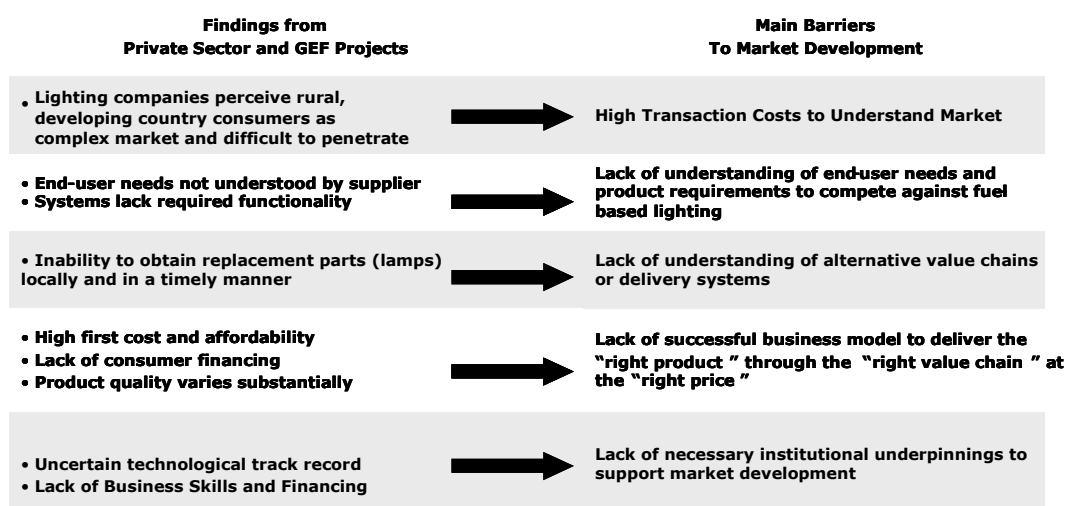 Findings from
Private Sector and GEF Projects
Main Barriers
To Market Development
• Lighting companies perceive rural,
developing country consumers as
complex market and difficult to penetrate
High Transaction Costs to Understand Market
• End-user needs not understood by supplier
• Systems lack required functionality
Lack of understanding of end-user needs and
product requirements to compete against fuel
based lighting
• Inability to obtain replacement parts (lamps)
locally and in a timely manner
Lack of understanding of alternative value chains
or delivery systems
• High first cost and affordability
• Lack of consumer financing
• Product quality varies substantially
Lack of successful business model to deliver the
“right product ” through the “right value chain ” at
the “right price ”
• Uncertain technological track record
• Lack of Business Skills and Financing
Lack of necessary institutional underpinnings to
support market development